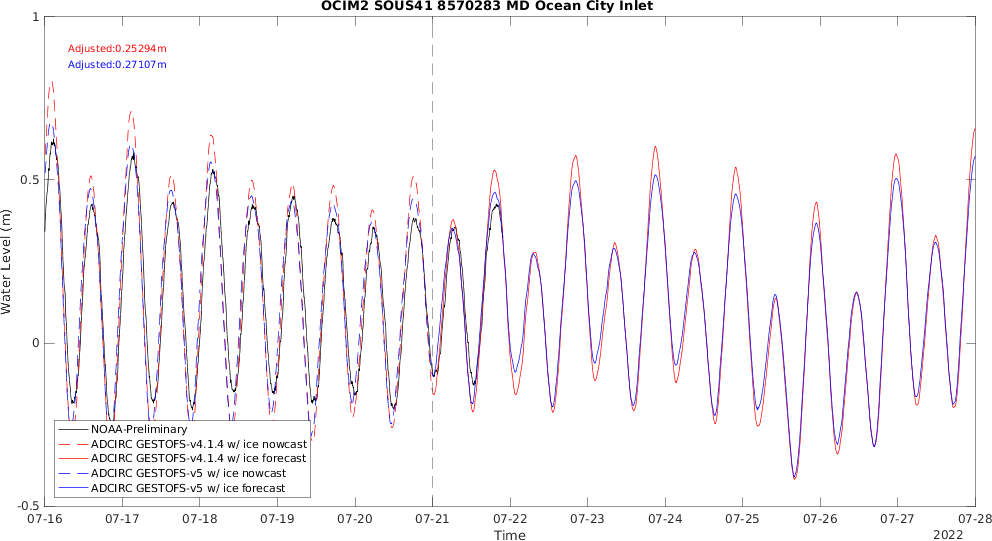 OCIM2 SOUS41 8570283 MD Ocean City Inlet
1
Adjusted:0.25294m
Adjusted:0.27107m
0.5
Water Level (m)
0
NOAA-Preliminary
ADCIRC GESTOFS-v4.1.4 w/ ice nowcast
ADCIRC GESTOFS-v4.1.4 w/ ice forecast
ADCIRC GESTOFS-v5 w/ ice nowcast
ADCIRC GESTOFS-v5 w/ ice forecast
-0.5
07-16 07-17 07-18 07-19 07-20 07-21 07-22 07-23 07-24 07-25 07-26 07-27 07-28
Time
2022